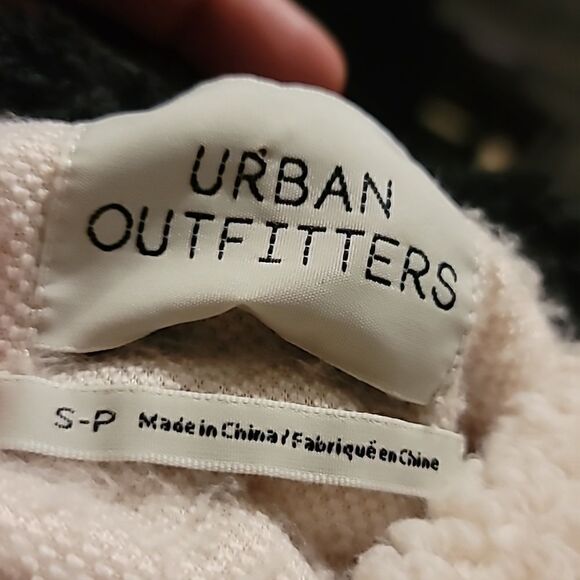 URBAN
OUTFITTERS
S-P Made in China / Fabriqué en Chine